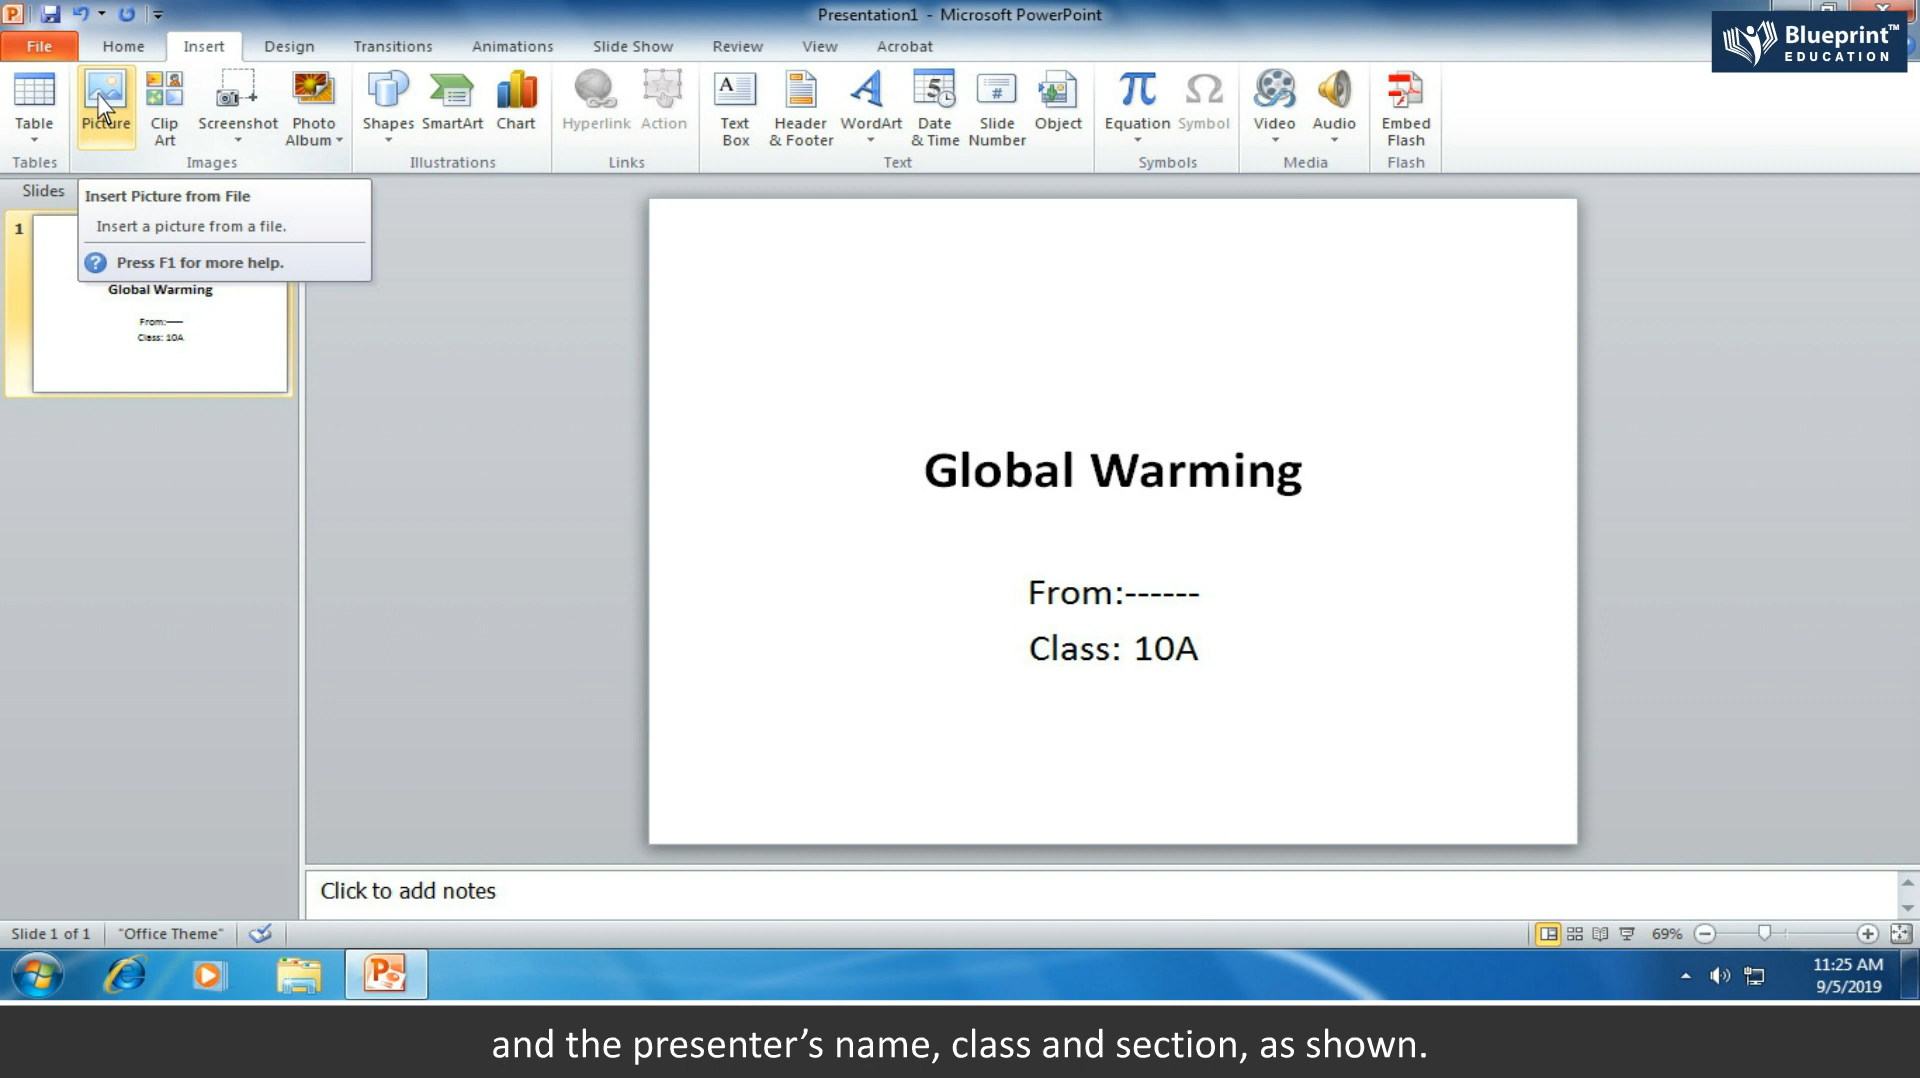 Presentation1 - Microsoft PowerPoint
Blueprint™
EDUCATION
File Home Insert Design Transitions Animations Slide Show Review View Acrobat
Table Picture Clip Art Screenshot Photo Album Shapes SmartArt Chart Hyperlink Action Text Box Header & Footer WordArt Date & Time Slide Number Object Equation Symbol Video Audio Embed Flash
Tables Images Illustrations Links Text Symbols Media Flash
Slides
Insert Picture from File
Insert a picture from a file.
Press F1 for more help.
1
Global Warming
From:------
Class: 10A
Global Warming
From:------
Class: 10A
Click to add notes
Slide 1 of 1 "Office Theme" 69%
11:25 AM
9/5/2019
and the presenter’s name, class and section, as shown.